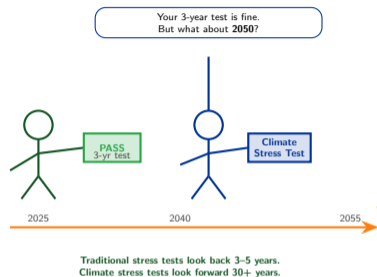 Your 3-year test is fine.
But what about 2050?
PASS
3-yr test
Climate
Stress Test
2025
2040
2055
Traditional stress tests look back 3–5 years.
Climate stress tests look forward 30+ years.